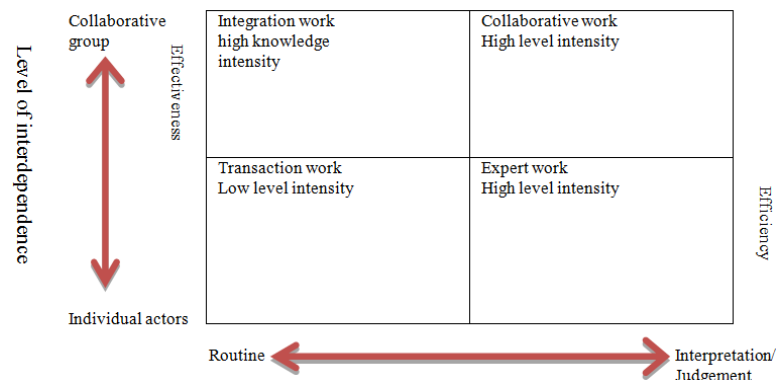 Collaborative
group
Level of interdependence
Effectiveness
Integration work
high knowledge
intensity
Collaborative work
High level intensity
Transaction work
Low level intensity
Expert work
High level intensity
Efficiency
Individual actors
Routine
Interpretation/
Judgement